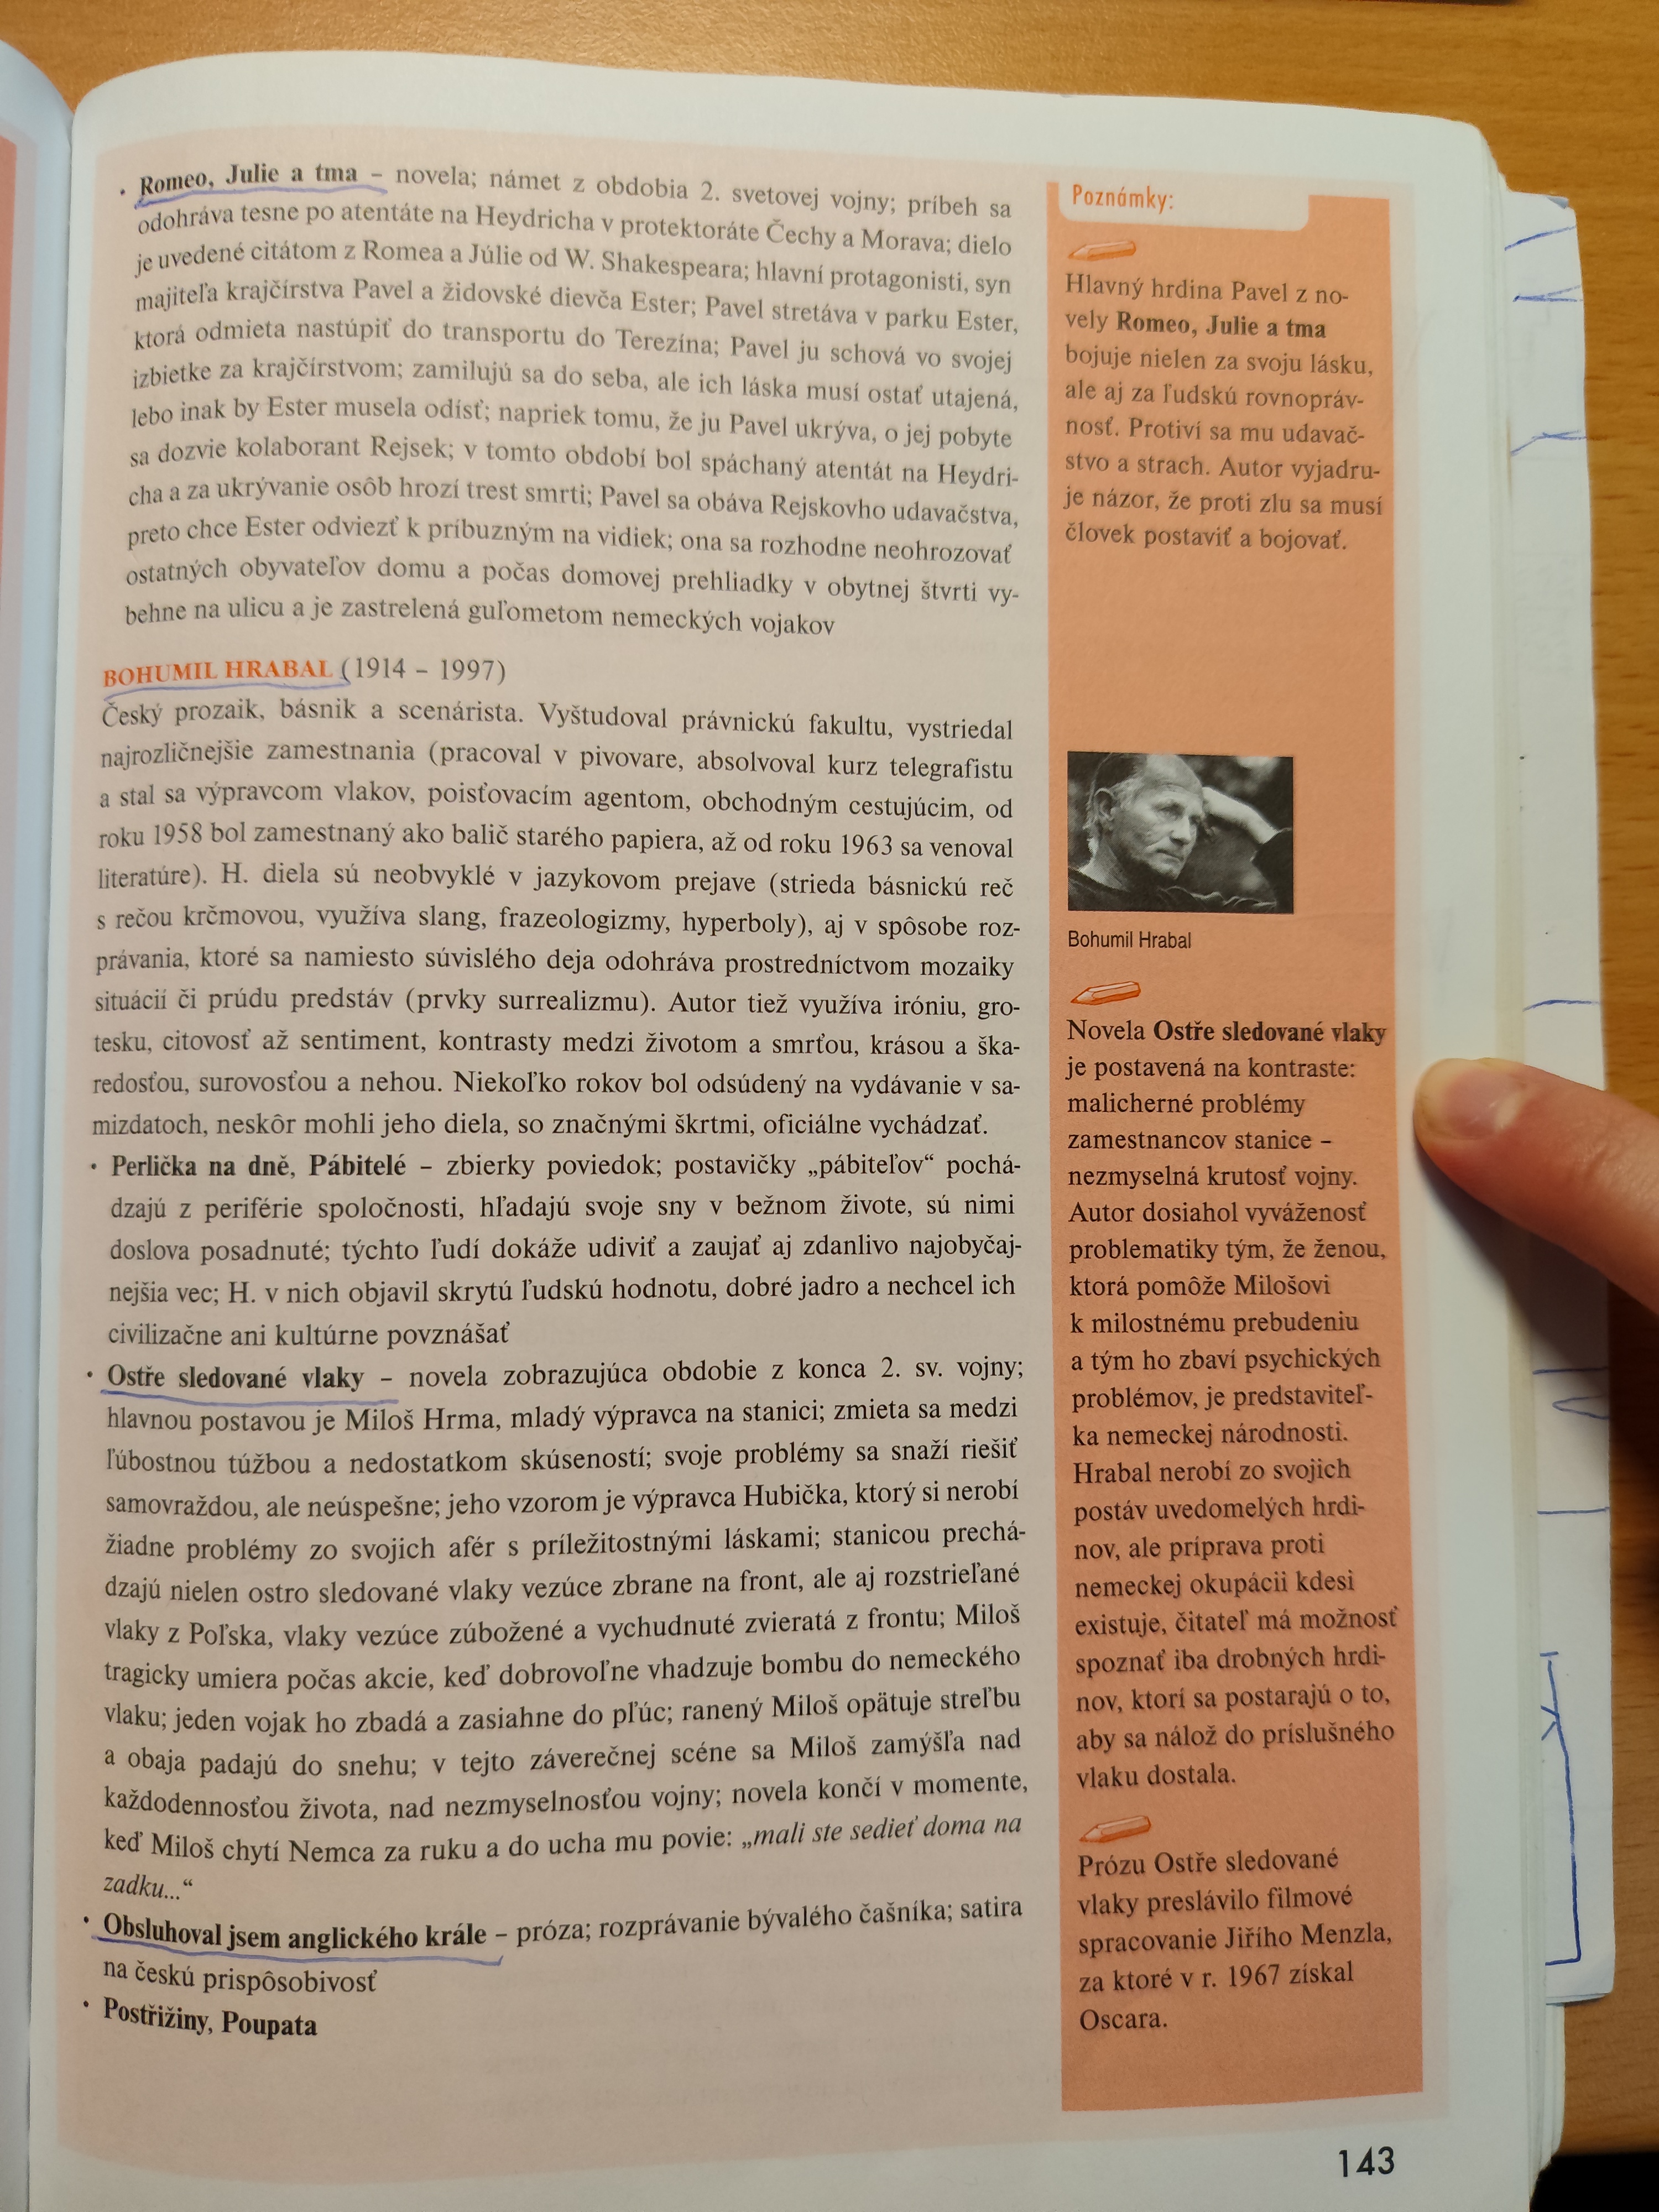 • Romeo, Julie a tma – novela; námet z obdobia 2. svetovej vojny; príbeh sa
odohráva tesne po atentáte na Heydricha v protektoráte Čechy a Morava; dielo
je uvedené citátom z Romea a Júlie od W. Shakespeara; hlavní protagonisti, syn
majiteľa krajčírstva Pavel a židovské dievča Ester; Pavel stretáva v parku Ester,
ktorá odmieta nastúpiť do transportu do Terezína; Pavel ju schová vo svojej
izbietke za krajčírstvom; zamilujú sa do seba, ale ich láska musí ostať utajená,
lebo inak by Ester musela odísť; napriek tomu, že ju Pavel ukrýva, o jej pobyte
sa dozvie kolaborant Rejsek; v tomto období bol spáchaný atentát na Heydri-
cha a za ukrývanie osôb hrozí trest smrti; Pavel sa obáva Rejskovho udavačstva,
preto chce Ester odviezť k príbuzným na vidiek; ona sa rozhodne neohrozovať
ostatných obyvateľov domu a počas domovej prehliadky v obytnej štvrti vy-
behne na ulicu a je zastrelená guľometom nemeckých vojakov
BOHUMIL HRABAL (1914 – 1997)
Český prozaik, básnik a scenárista. Vyštudoval právnickú fakultu, vystriedal
najrozličnejšie zamestnania (pracoval v pivovare, absolvoval kurz telegrafistu
a stal sa výpravcom vlakov, poisťovacím agentom, obchodným cestujúcim, od
roku 1958 bol zamestnaný ako balič starého papiera, až od roku 1963 sa venoval
literatúre). H. diela sú neobvyklé v jazykovom prejave (strieda básnickú reč
s rečou krčmovou, využíva slang, frazeologizmy, hyperboly), aj v spôsobe roz-
právania, ktoré sa namiesto súvislého deja odohráva prostredníctvom mozaiky
situácií či prúdu predstáv (prvky surrealizmu). Autor tiež využíva iróniu, gro-
tesku, citovosť až sentiment, kontrasty medzi životom a smrťou, krásou a ška-
redosťou, surovosťou a nehou. Niekoľko rokov bol odsúdený na vydávanie v sa-
mizdatoch, neskôr mohli jeho diela, so značnými škrtmi, oficiálne vychádzať.
• Perlička na dně, Pábitelé – zbierky poviedok; postavičky „pábiteľov“ pochá-
dzajú z periférie spoločnosti, hľadajú svoje sny v bežnom živote, sú nimi
doslova posadnuté; týchto ľudí dokáže udiviť a zaujať aj zdanlivo najobyčaj-
nejšia vec; H. v nich objavil skrytú ľudskú hodnotu, dobré jadro a nechcel ich
civilizačne ani kultúrne povznášať
• Ostře sledované vlaky – novela zobrazujúca obdobie z konca 2. sv. vojny;
hlavnou postavou je Miloš Hrma, mladý výpravca na stanici; zmieta sa medzi
ľúbostnou túžbou a nedostatkom skúseností; svoje problémy sa snaží riešiť
samovraždou, ale neúspešne; jeho vzorom je výpravca Hubička, ktorý si nerobí
žiadne problémy zo svojich afér s príležitostnými láskami; stanicou prechá-
dzajú nielen ostro sledované vlaky vezúce zbrane na front, ale aj rozstrieľané
vlaky z Poľska, vlaky vezúce zúbožené a vychudnuté zvieratá z frontu; Miloš
tragicky umiera počas akcie, keď dobrovoľne vhadzuje bombu do nemeckého
vlaku; jeden vojak ho zbadá a zasiahne do pľúc; ranený Miloš opätuje streľbu
a obaja padajú do snehu; v tejto záverečnej scéne sa Miloš zamýšľa nad
každodennosťou života, nad nezmyselnosťou vojny; novela končí v momente,
keď Miloš chytí Nemca za ruku a do ucha mu povie: „mali ste sedieť doma na
zadku...“
• Obsluhoval jsem anglického krále – próza; rozprávanie bývalého čašníka; satira
na českú prispôsobivosť
• Postřižiny, Poupata
Poznámky:
Hlavný hrdina Pavel z no-
vely Romeo, Julie a tma
bojuje nielen za svoju lásku,
ale aj za ľudskú rovnopráv-
nosť. Protiví sa mu udavač-
stvo a strach. Autor vyjadru-
je názor, že proti zlu sa musí
človek postaviť a bojovať.
Bohumil Hrabal
Novela Ostře sledované vlaky
je postavená na kontraste:
malicherné problémy
zamestnancov stanice –
nezmyselná krutosť vojny.
Autor dosiahol vyváženosť
problematiky tým, že ženou,
ktorá pomôže Milošovi
k milostnému prebudeniu
a tým ho zbaví psychických
problémov, je predstaviteľ-
ka nemeckej národnosti.
Hrabal nerobí zo svojich
postáv uvedomelých hrdi-
nov, ale príprava proti
nemeckej okupácii kdesi
existuje, čitateľ má možnosť
spoznať iba drobných hrdi-
nov, ktorí sa postarajú o to,
aby sa nálož do príslušného
vlaku dostala.
Prózu Ostře sledované
vlaky preslávilo filmové
spracovanie Jiřího Menzla,
za ktoré v r. 1967 získal
Oscara.
143